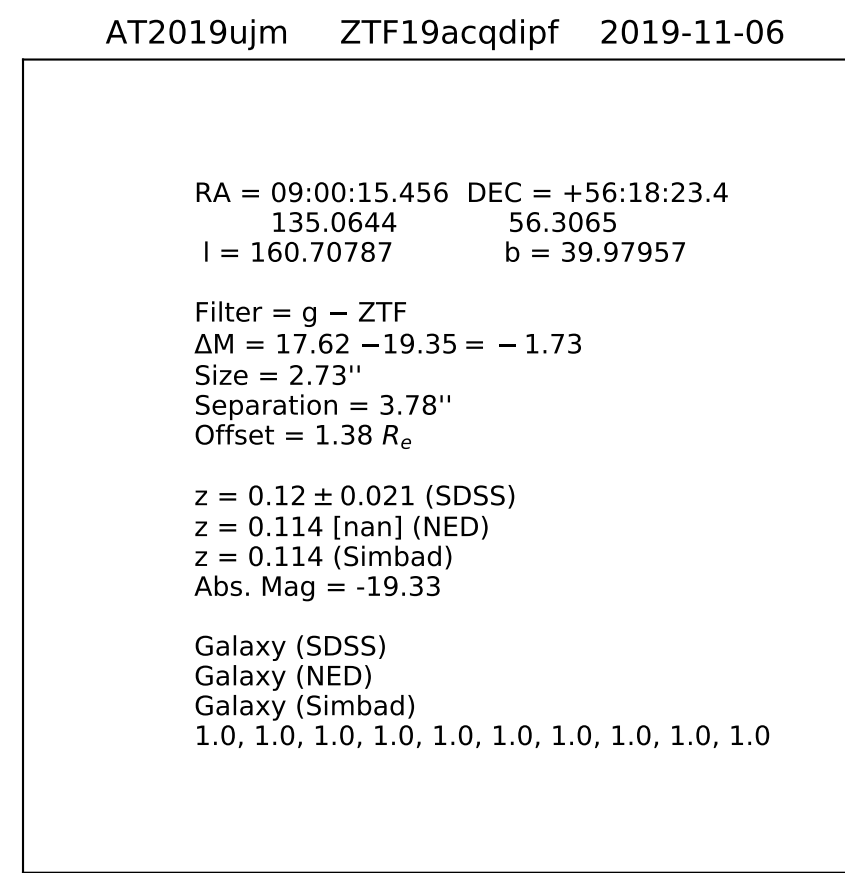 AT2019ujm ZTF19acqdipf 2019-11-06
RA = 09:00:15.456 DEC = +56:18:23.4
135.0644 56.3065
l = 160.70787 b = 39.97957
Filter = g − ZTF
ΔM = 17.62 −19.35 = − 1.73
Size = 2.73''
Separation = 3.78''
Offset = 1.38 Rₑ
z = 0.12 ± 0.021 (SDSS)
z = 0.114 [nan] (NED)
z = 0.114 (Simbad)
Abs. Mag = -19.33
Galaxy (SDSS)
Galaxy (NED)
Galaxy (Simbad)
1.0, 1.0, 1.0, 1.0, 1.0, 1.0, 1.0, 1.0, 1.0, 1.0